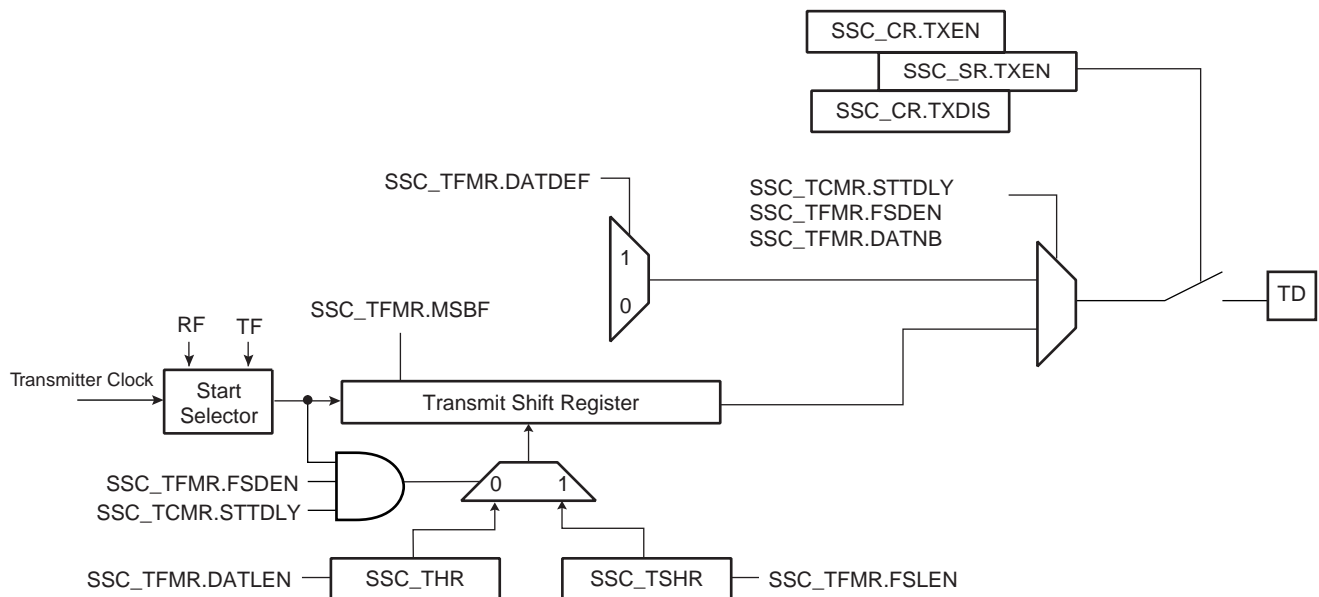 SSC_CR.TXEN
SSC_SR.TXEN
SSC_CR.TXDIS
SSC_TFMR.DATDEF
SSC_TCMR.STTDLY
SSC_TFMR.FSDEN
SSC_TFMR.DATNB
1
0
TD
SSC_TFMR.MSBF
RF
TF
Transmitter Clock
Start
Selector
Transmit Shift Register
SSC_TFMR.FSDEN
SSC_TCMR.STTDLY
0
1
SSC_TFMR.DATLEN
SSC_THR
SSC_TSHR
SSC_TFMR.FSLEN